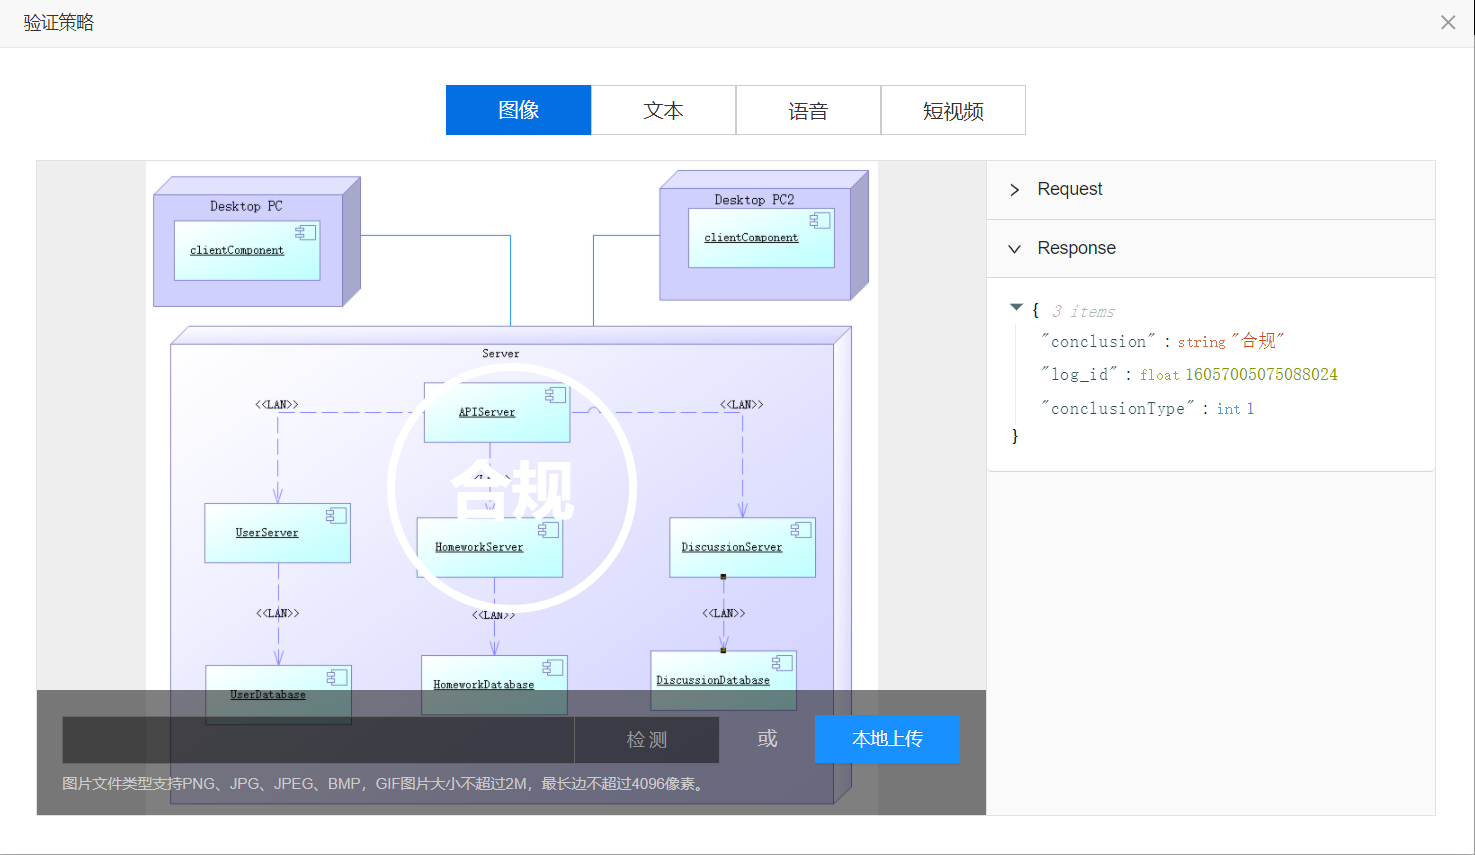 验证策略
图像
文本
语音
短视频
Desktop PC
clientComponent
Desktop PC2
clientComponent
Server
<<LAN>>
APIServer
<<LAN>>
合规
UserServer
HomeworkServer
DiscussionServer
<<LAN>>
<<LAN>>
<<LAN>>
UserDatabase
HomeworkDatabase
DiscussionDatabase
检测
或
本地上传
图片文件类型支持PNG、JPG、JPEG、BMP，GIF图片大小不超过2M，最长边不超过4096像素。
Request
Response
{ 3 items
"conclusion" : string "合规"
"log_id" : float 16057005075088024
"conclusionType" : int 1
}